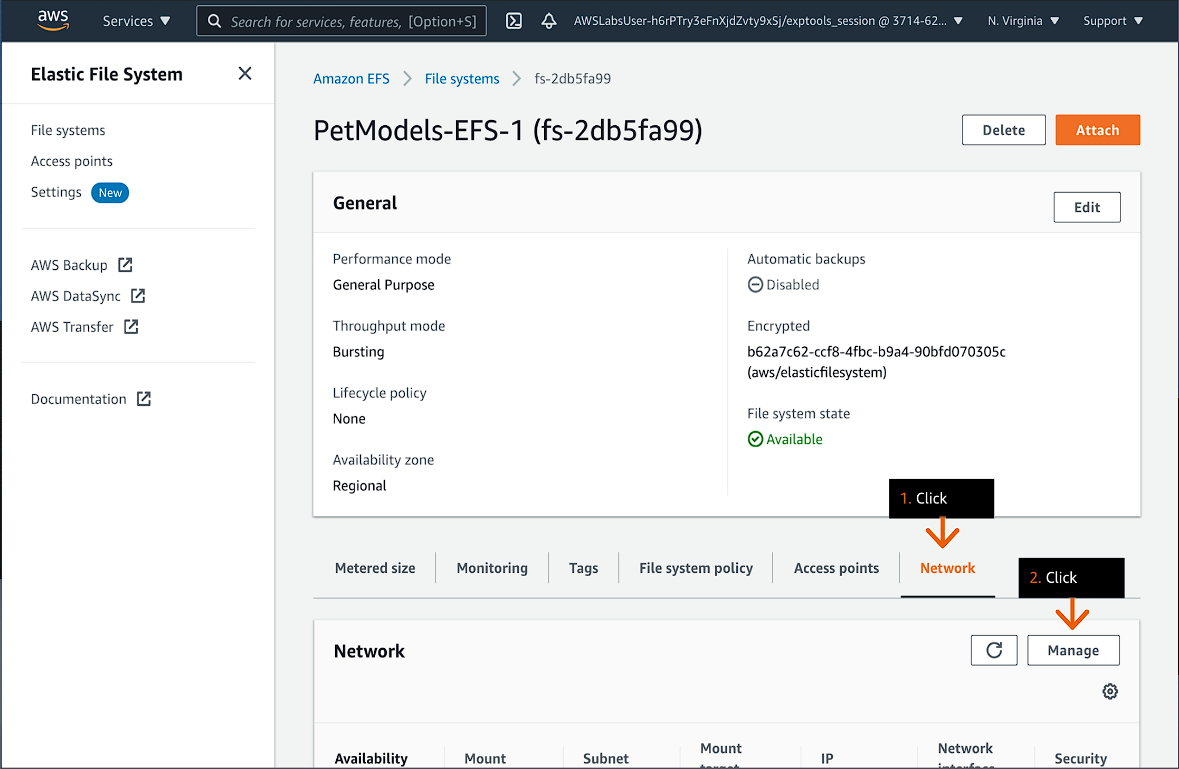 aws
Services ▼
Search for services, features, [Option+S]
AWSLabsUser-h6rPTry3eFnXjdZvty9xSj/exptools_session @ 3714-62... ▼
N. Virginia ▼
Support ▼
Elastic File System
File systems
Access points
Settings New
AWS Backup
AWS DataSync
AWS Transfer
Documentation
Amazon EFS > File systems > fs-2db5fa99
PetModels-EFS-1 (fs-2db5fa99)
Delete
Attach
General
Edit
Performance mode
General Purpose
Throughput mode
Bursting
Lifecycle policy
None
Availability zone
Regional
Automatic backups
Disabled
Encrypted
b62a7c62-ccf8-4fbc-b9a4-90bfd070305c
(aws/elasticfilesystem)
File system state
Available
1. Click
Metered size
Monitoring
Tags
File system policy
Access points
Network
2. Click
Network
Manage
Availability
Mount
Subnet
Mount
target
IP
Network
interface
Security